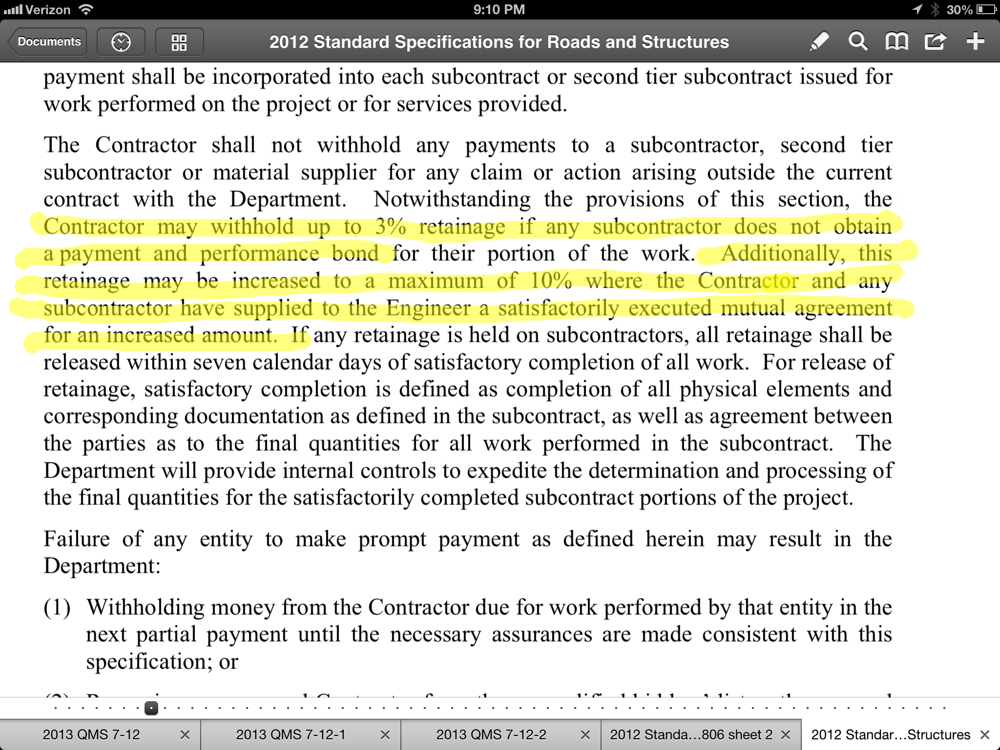 Verizon 9:10 PM 30%
Documents 2012 Standard Specifications for Roads and Structures
payment shall be incorporated into each subcontract or second tier subcontract issued for
work performed on the project or for services provided.
The Contractor shall not withhold any payments to a subcontractor, second tier
subcontractor or material supplier for any claim or action arising outside the current
contract with the Department. Notwithstanding the provisions of this section, the
Contractor may withhold up to 3% retainage if any subcontractor does not obtain
a payment and performance bond for their portion of the work. Additionally, this
retainage may be increased to a maximum of 10% where the Contractor and any
subcontractor have supplied to the Engineer a satisfactorily executed mutual agreement
for an increased amount. If any retainage is held on subcontractors, all retainage shall be
released within seven calendar days of satisfactory completion of all work. For release of
retainage, satisfactory completion is defined as completion of all physical elements and
corresponding documentation as defined in the subcontract, as well as agreement between
the parties as to the final quantities for all work performed in the subcontract. The
Department will provide internal controls to expedite the determination and processing of
the final quantities for the satisfactorily completed subcontract portions of the project.
Failure of any entity to make prompt payment as defined herein may result in the
Department:
(1) Withholding money from the Contractor due for work performed by that entity in the
next partial payment until the necessary assurances are made consistent with this
specification; or
2013 QMS 7-12 2013 QMS 7-12-1 2013 QMS 7-12-2 2012 Standa...806 sheet 2 2012 Standar...Structures